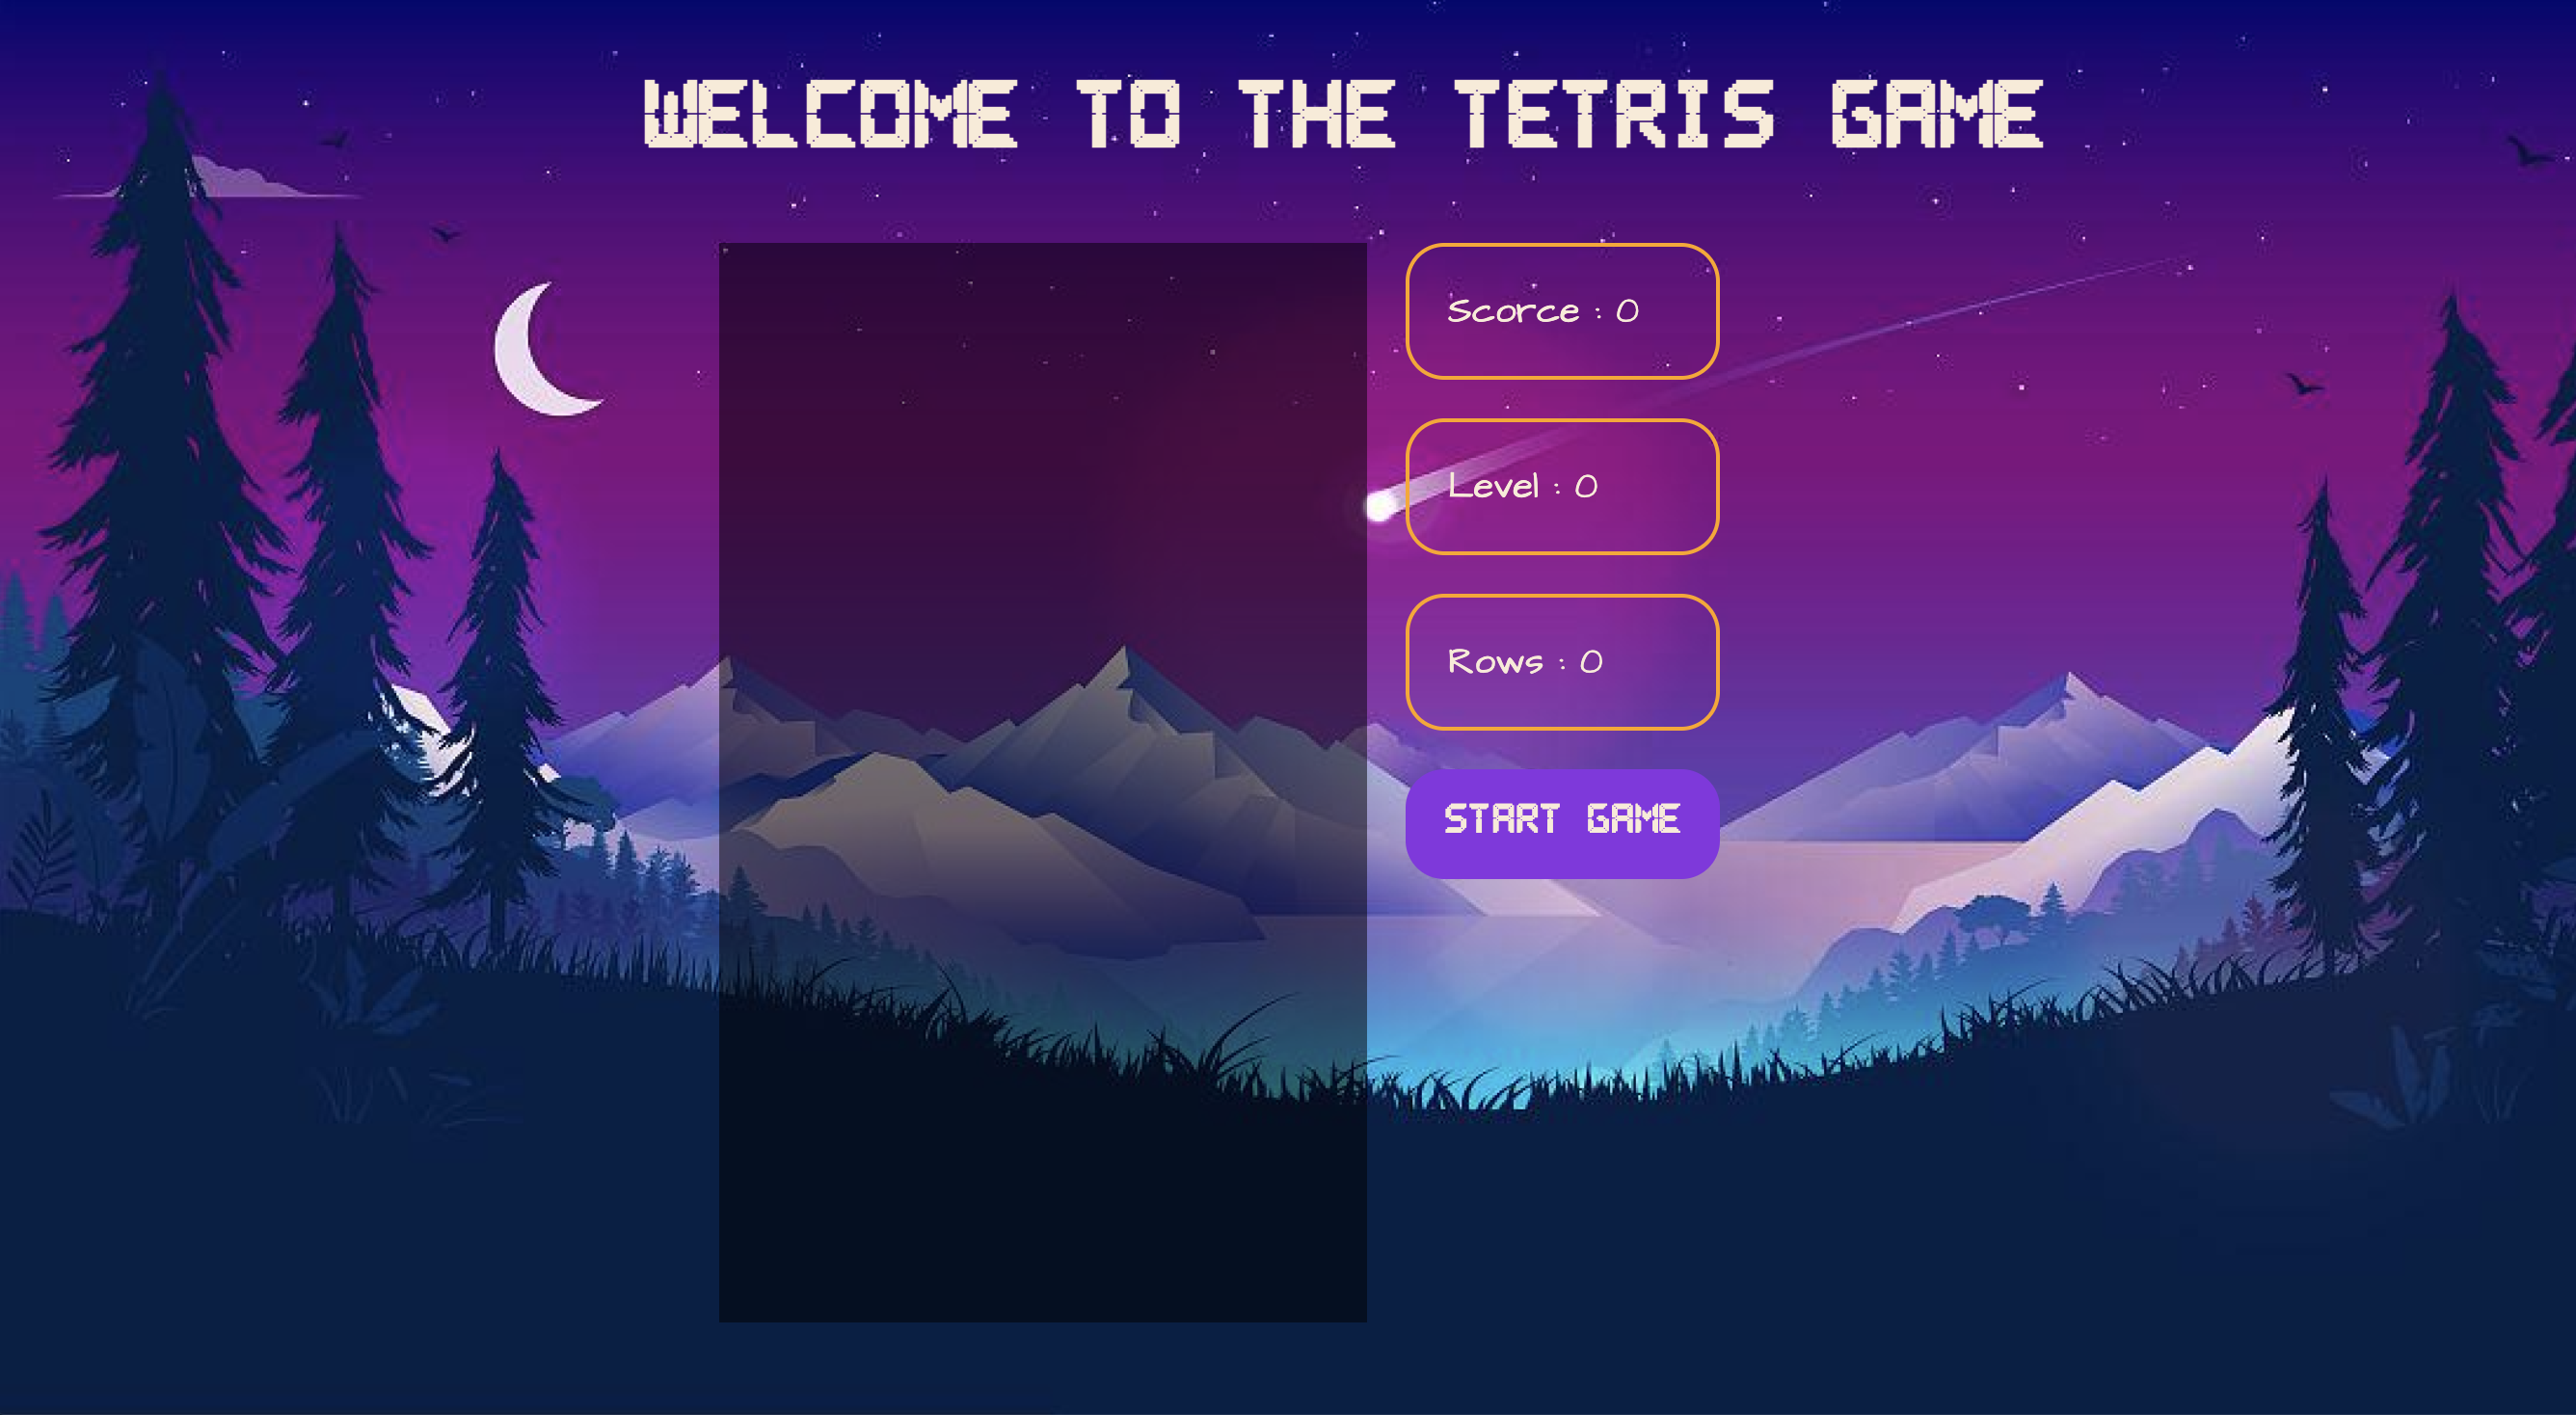 WELCOME TO THE TETRIS GAME
Scorce : 0
Level : 0
Rows : 0
START GAME